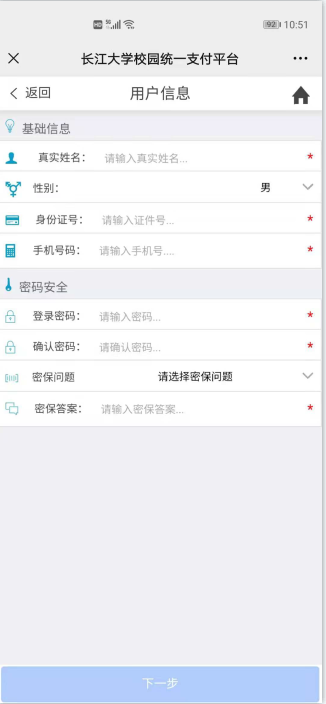 HD 5G 92 10:51
长江大学校园统一支付平台
返回 用户信息
基础信息
真实姓名： 请输入真实姓名... *
性别： 男
身份证号： 请输入证件号... *
手机号码： 请输入手机号.... *
密码安全
登录密码： 请输入密码... *
确认密码： 请确认密码... *
密保问题 请选择密保问题
密保答案： 请输入密保答案... *
下一步